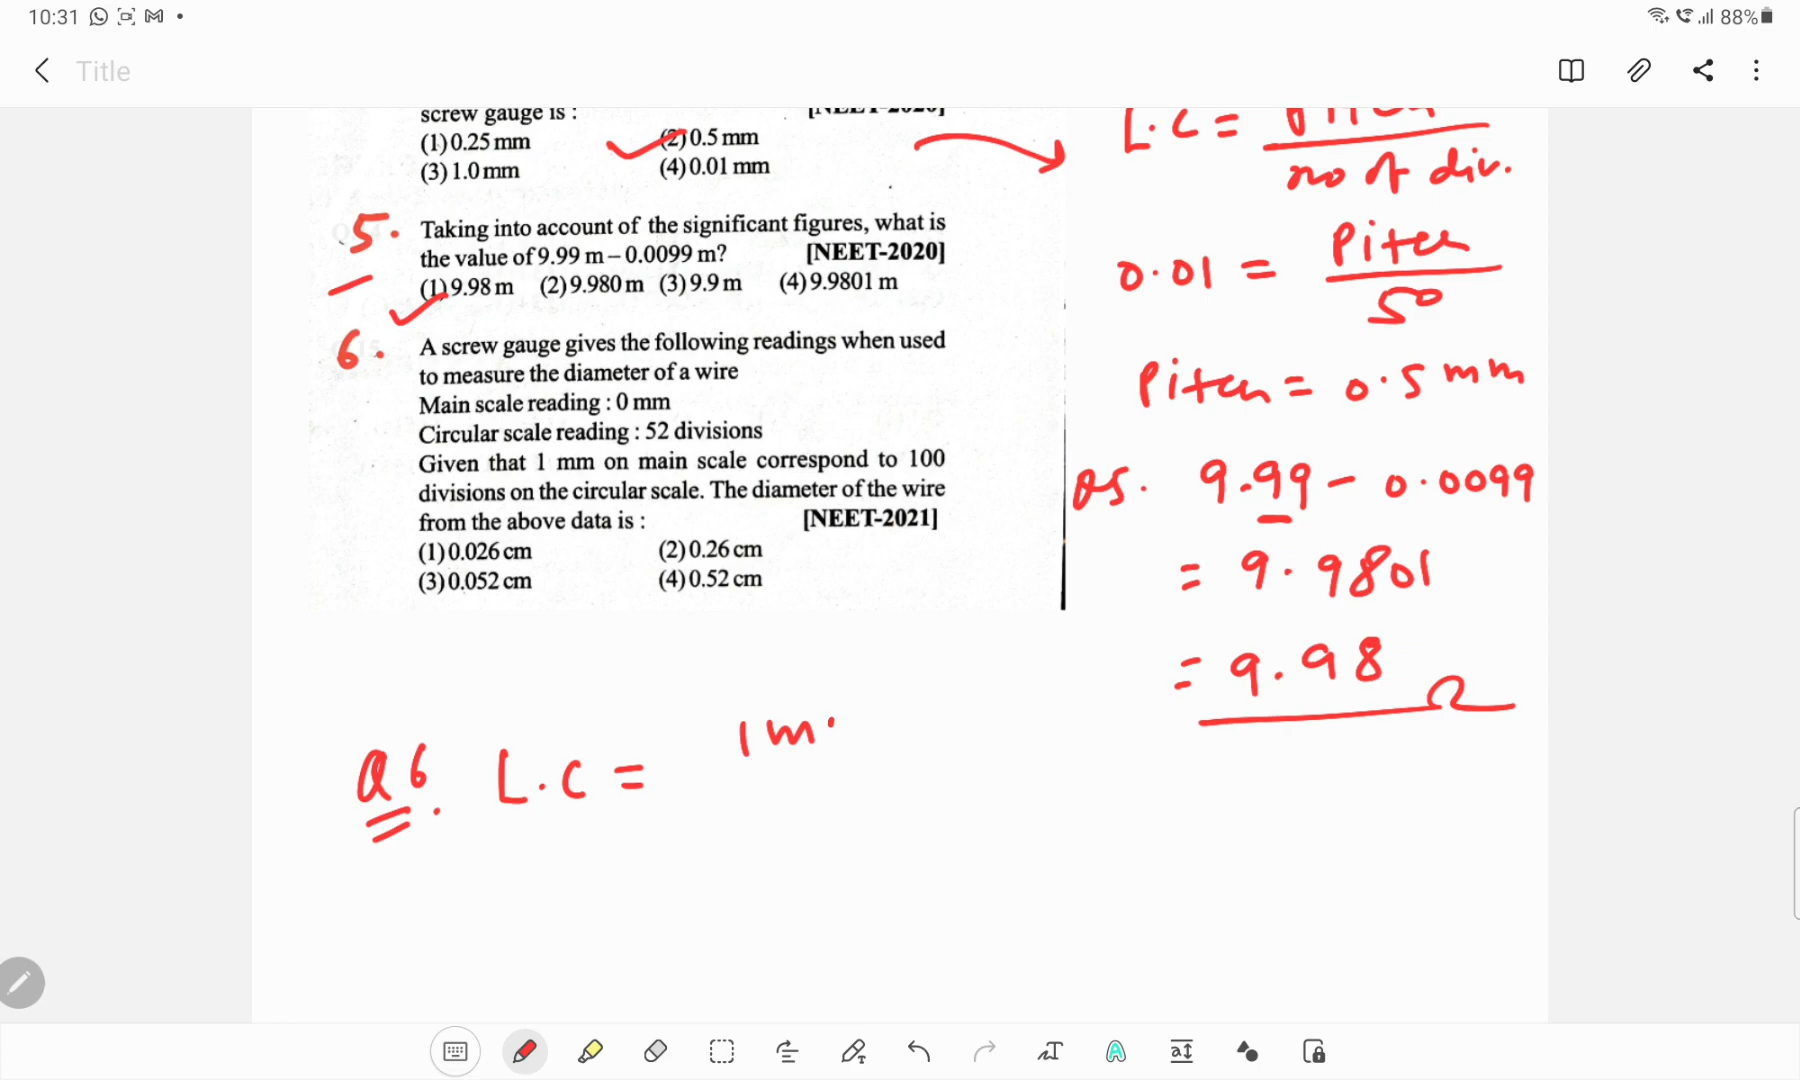 10:31
88%
Title
screw gauge is :
(1) 0.25 mm (2) 0.5 mm
(3) 1.0 mm (4) 0.01 mm
5. Taking into account of the significant figures, what is
the value of 9.99 m – 0.0099 m? [NEET-2020]
(1) 9.98 m (2) 9.980 m (3) 9.9 m (4) 9.9801 m
6. A screw gauge gives the following readings when used
to measure the diameter of a wire
Main scale reading : 0 mm
Circular scale reading : 52 divisions
Given that 1 mm on main scale correspond to 100
divisions on the circular scale. The diameter of the wire
from the above data is : [NEET-2021]
(1) 0.026 cm (2) 0.26 cm
(3) 0.052 cm (4) 0.52 cm
L.C =
no of div.
0.01 = Pitch
50
Pitch = 0.5 mm
Q5. 9.99 - 0.0099
= 9.9801
= 9.98
Q6. L.C = 1 m